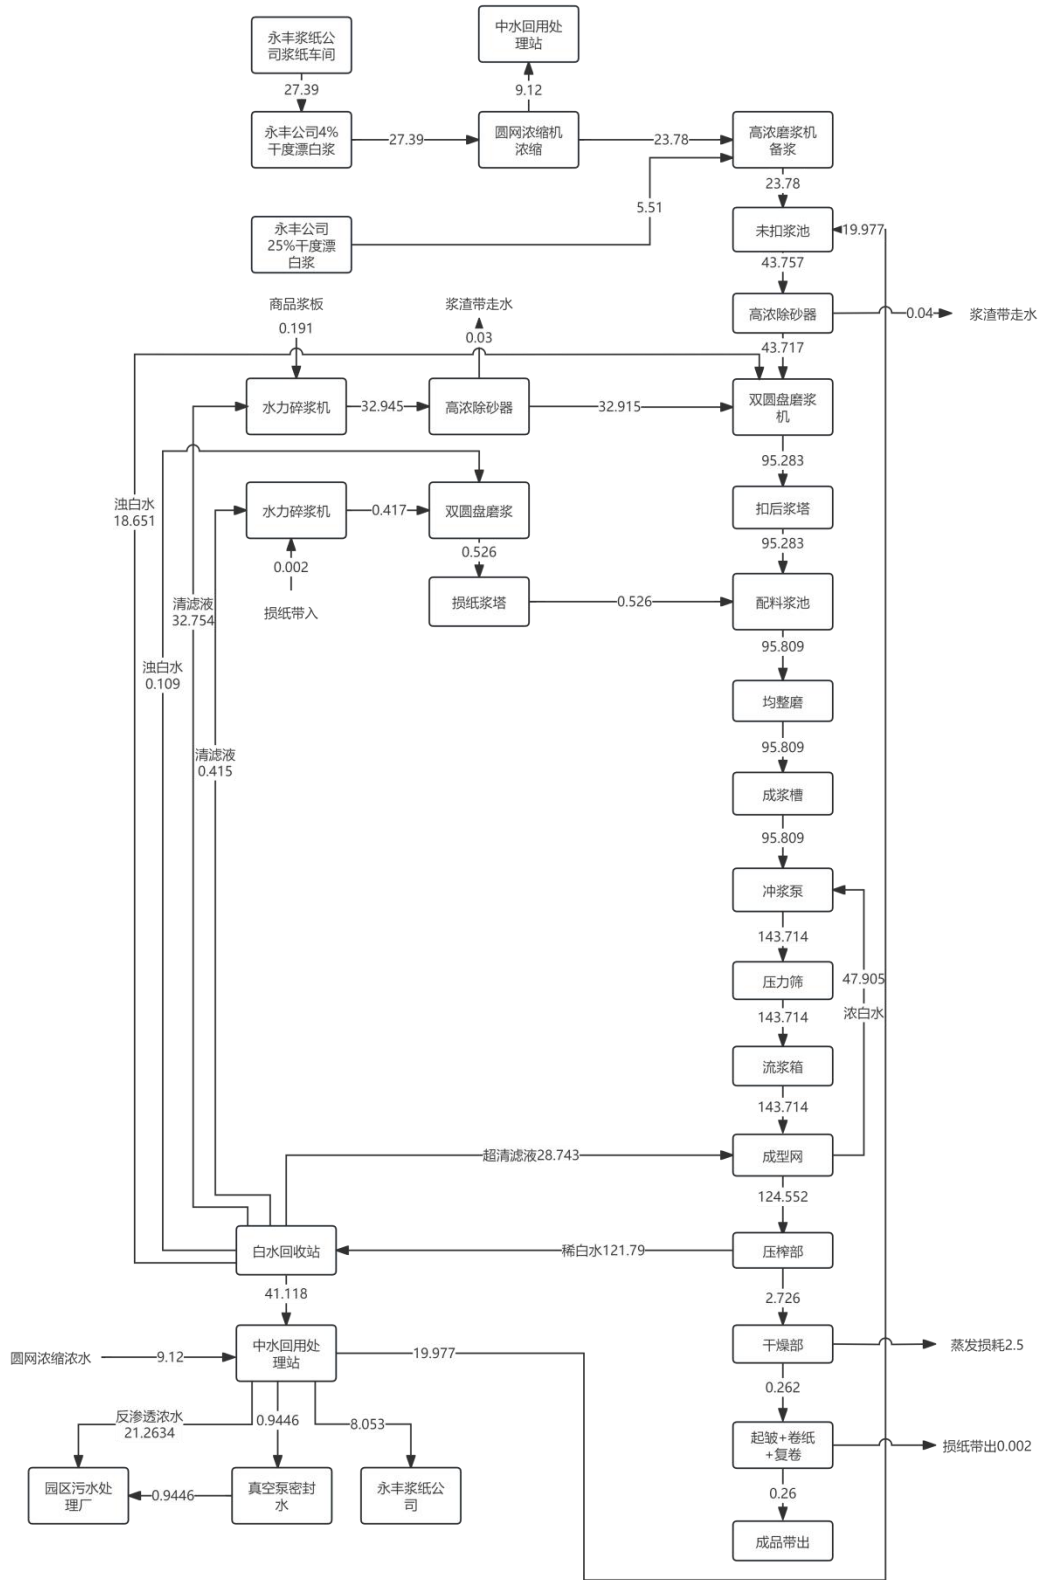 永丰浆纸公
司浆纸车间
中水回用处
理站
27.39
9.12
永丰公司4%
干度漂白浆
27.39
圆网浓缩机
浓缩
23.78
高浓磨浆机
备浆
23.78
5.51
永丰公司
25%干度漂
白浆
未扣浆池
19.977
43.757
商品浆板
0.191
浆渣带走水
0.03
高浓除砂器
0.04
浆渣带走水
43.717
水力碎浆机
32.945
高浓除砂器
32.915
双圆盘磨浆
机
95.283
浊白水
18.651
水力碎浆机
0.417
双圆盘磨浆
扣后浆塔
0.526
95.283
0.002
损纸带入
清滤液
32.754
损纸浆塔
0.526
配料浆池
95.809
浊白水
0.109
均整磨
清滤液
0.415
95.809
成浆槽
95.809
冲浆泵
143.714
压力筛
47.905
浓白水
143.714
流浆箱
143.714
超清滤液28.743
成型网
124.552
白水回收站
稀白水121.79
压榨部
41.118
2.726
圆网浓缩浓水
9.12
中水回用处
理站
19.977
干燥部
蒸发损耗2.5
0.262
反渗透浓水
21.2634
0.9446
8.053
起皱+卷纸
+复卷
损纸带出0.002
园区污水处
理厂
0.9446
真空泵密封
水
永丰浆纸公
司
0.26
成品带出